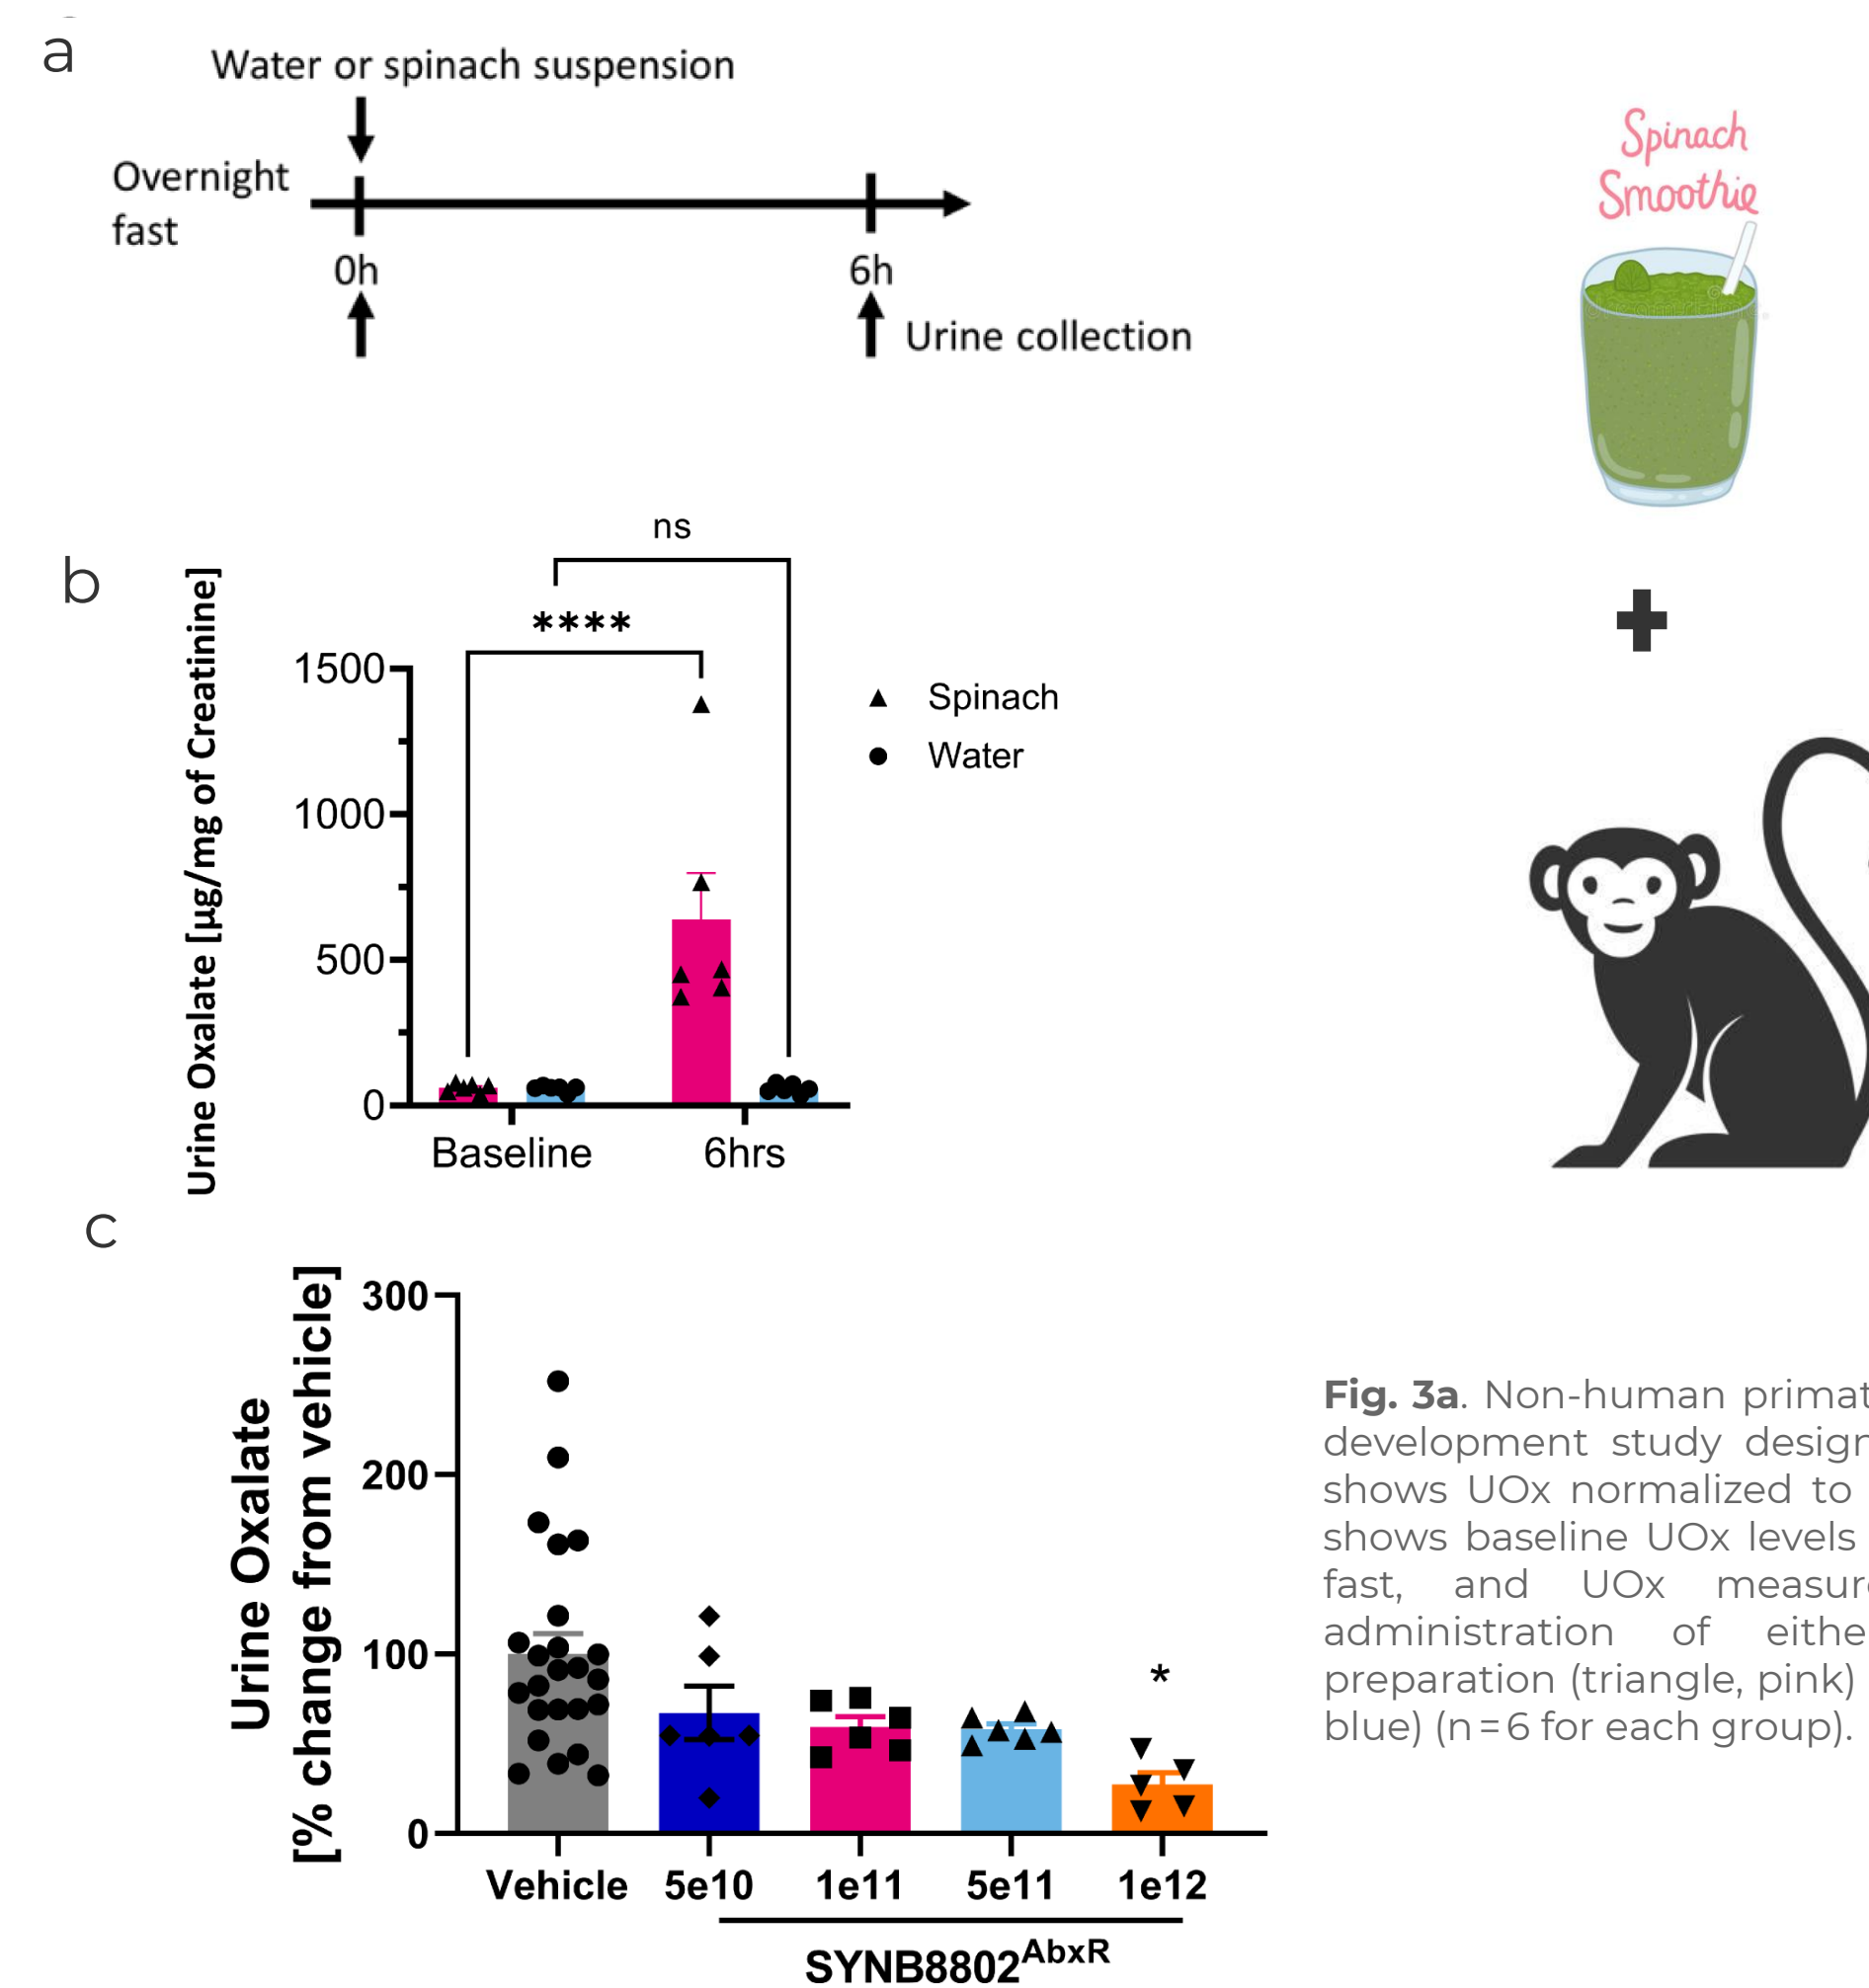 a
Water or spinach suspension
Overnight
fast
0h
6h
Urine collection
Spinach
Smoothie
b
Urine Oxalate [µg/mg of Creatinine]
ns
****
1500
1000
500
0
Spinach
Water
Baseline
6hrs
c
Urine Oxalate
[% change from vehicle]
300
200
100
0
*
Vehicle
5e10
1e11
5e11
1e12
SYNB8802AbxR
Fig. 3a. Non-human primat
development study design
shows UOx normalized to
shows baseline UOx levels
fast, and UOx measur
administration of eithe
preparation (triangle, pink)
blue) (n=6 for each group).